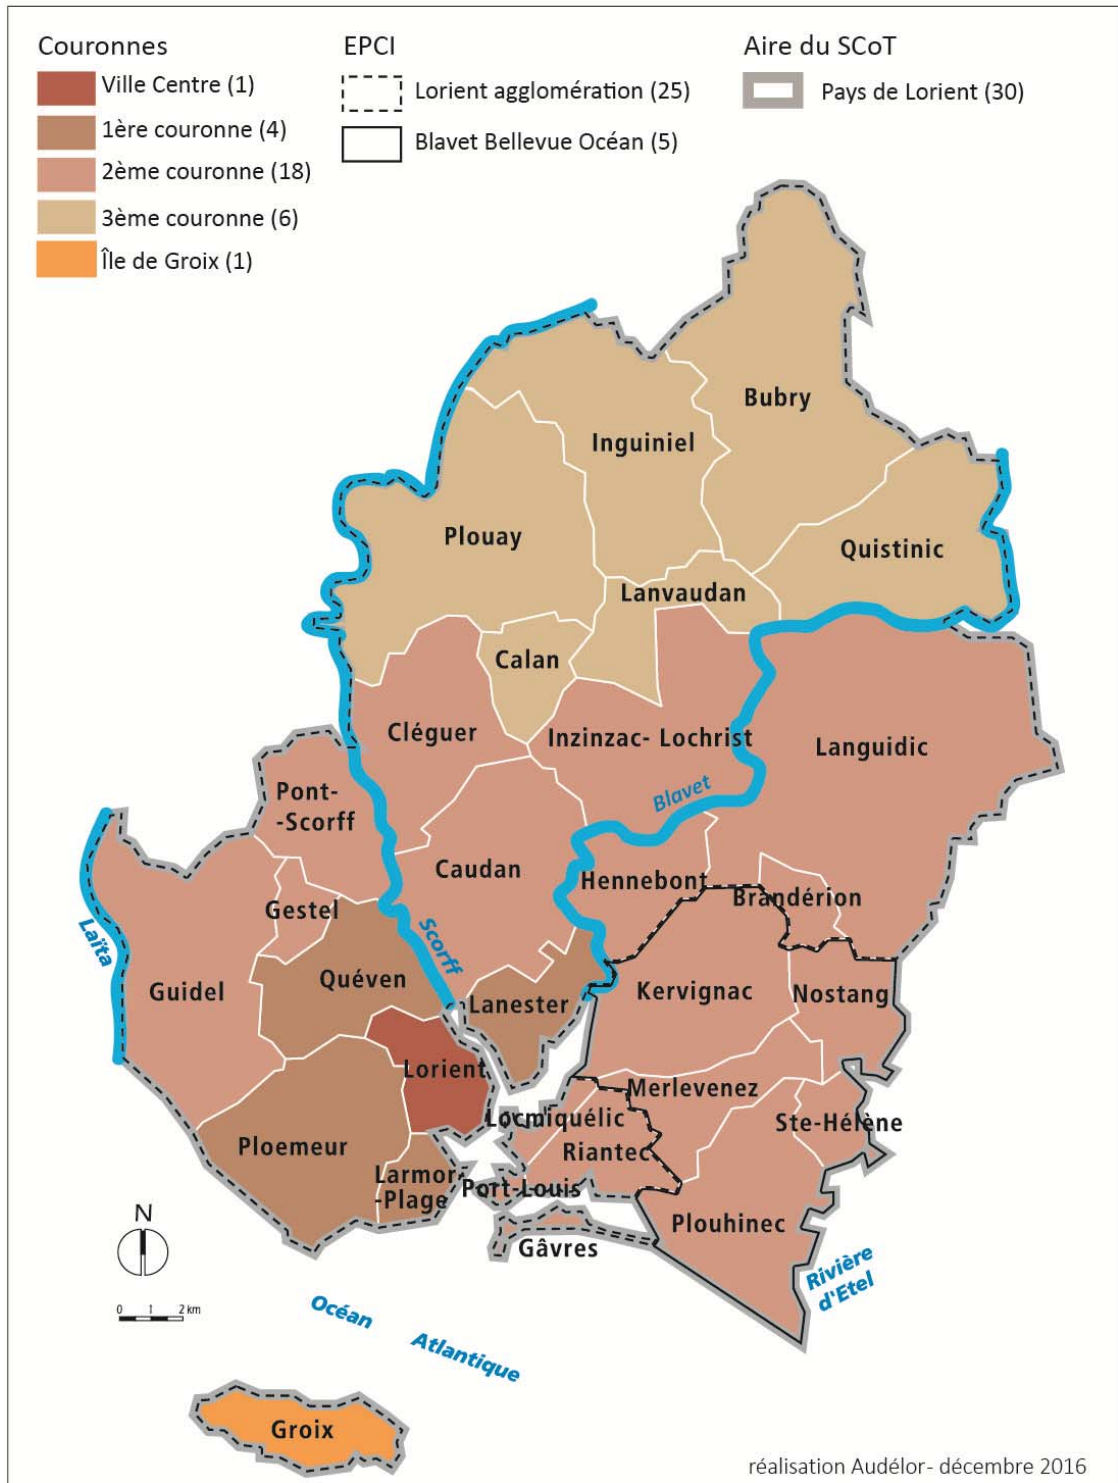 Couronnes
Ville Centre (1)
1ère couronne (4)
2ème couronne (18)
3ème couronne (6)
Île de Groix (1)
EPCI
Lorient agglomération (25)
Blavet Bellevue Océan (5)
Aire du SCoT
Pays de Lorient (30)
Bubry
Inguiniel
Plouay
Quistinic
Lanvaudan
Calan
Cléguer
Inzinzac- Lochrist
Languidic
Pont-
-Scorff
Blavet
Caudan
Hennebont
Brandérion
Gestel
Laïta
Scorff
Guidel
Quéven
Lanester
Kervignac
Nostang
Lorient
Merlevenez
Locmiquélic
Ste-Hélène
Ploemeur
Riantec
Larmor
-Plage
Port-Louis
Plouhinec
Gâvres
N
0 1 2 km
Rivière
d'Etel
Océan Atlantique
Groix
réalisation Audélor- décembre 2016